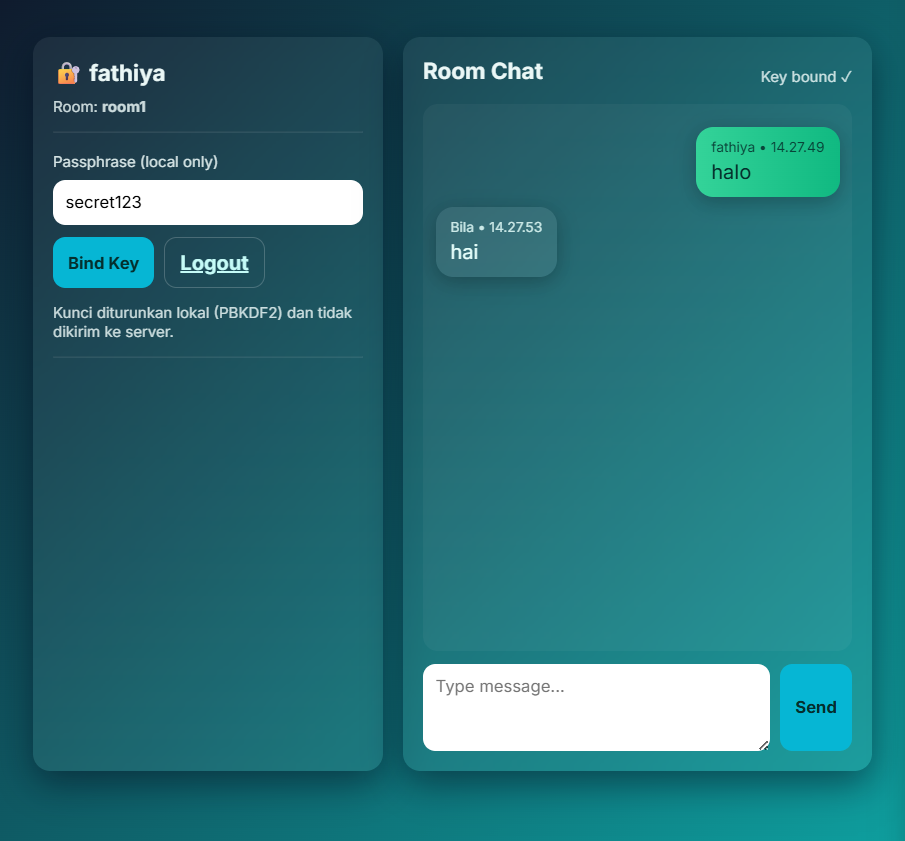 🔐 fathiya
Room: room1
Passphrase (local only)
secret123
Bind Key
Logout
Kunci diturunkan lokal (PBKDF2) dan tidak
dikirim ke server.
Room Chat
Key bound ✓
fathiya • 14.27.49
halo
Bila • 14.27.53
hai
Type message...
Send